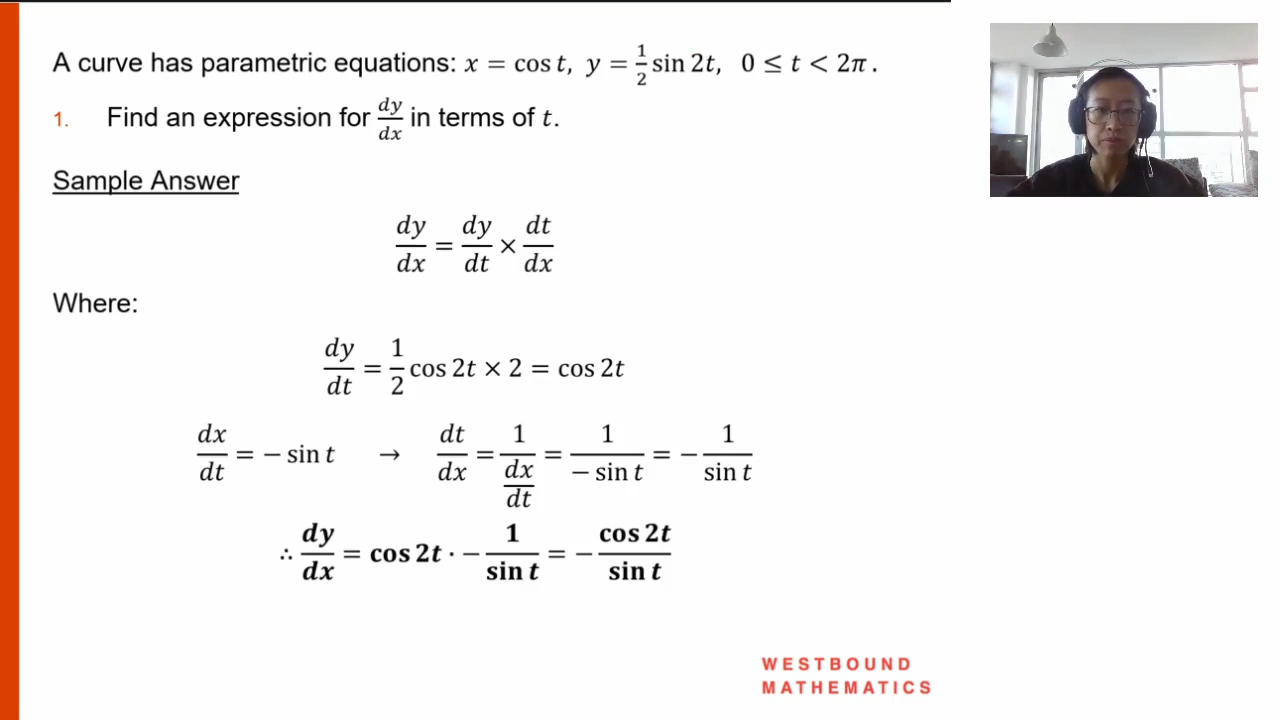 A curve has parametric equations: x = cos t, y = 1/2 sin 2t, 0 ≤ t < 2π.
1. Find an expression for dy/dx in terms of t.
Sample Answer
dy/dx = dy/dt × dt/dx
Where:
dy/dt = 1/2 cos 2t × 2 = cos 2t
dx/dt = − sin t → dt/dx = 1/(dx/dt) = 1/(− sin t) = − 1/(sin t)
∴ dy/dx = cos 2t · − 1/(sin t) = − (cos 2t)/(sin t)
WESTBOUND
MATHEMATICS